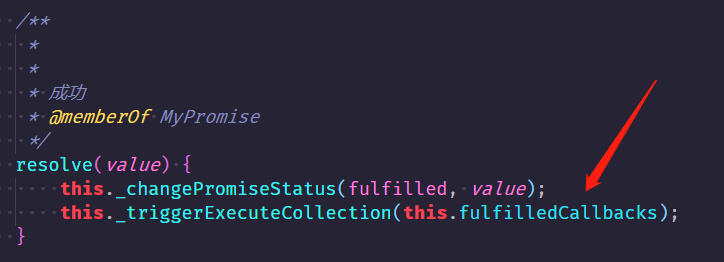 /**
*
*
* 成功
* @memberOf MyPromise
*/
resolve(value) {
this._changePromiseStatus(fulfilled, value);
this._triggerExecuteCollection(this.fulfilledCallbacks);
}